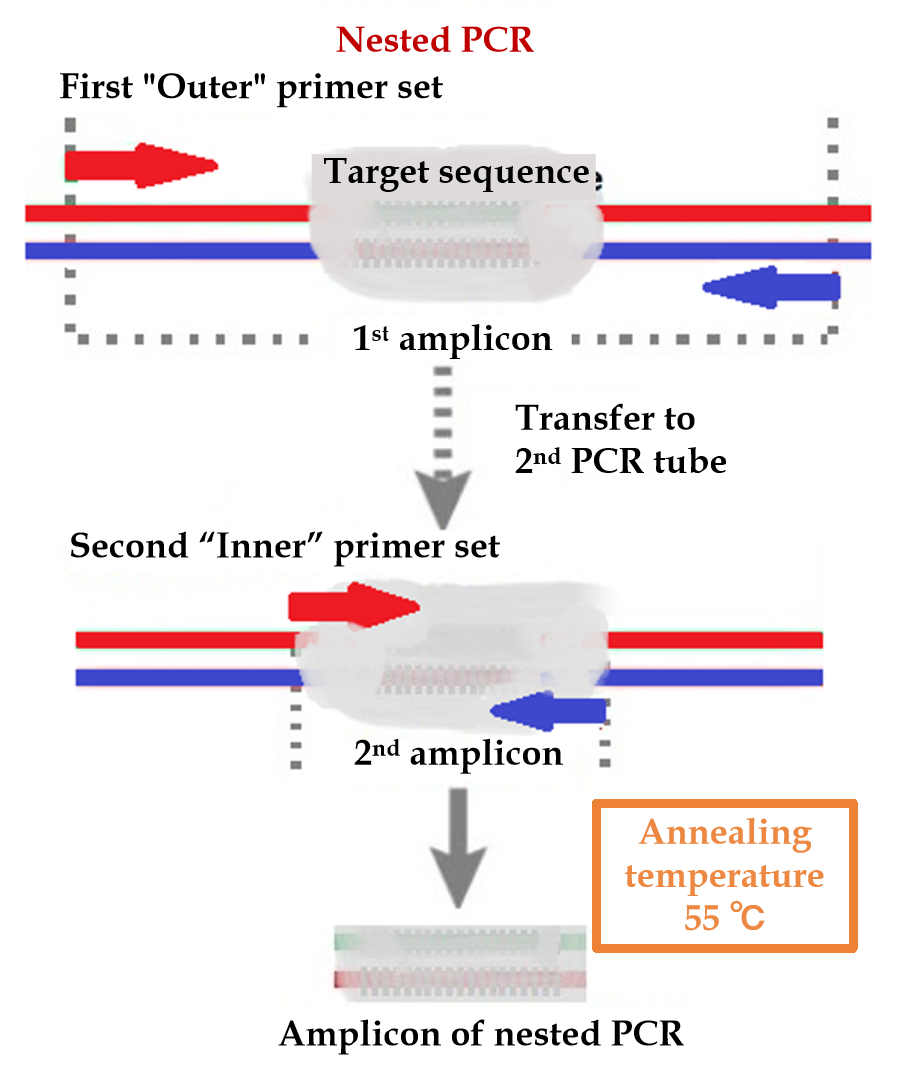 Nested PCR
First "Outer" primer set
Target sequence
1st amplicon
Transfer to
2nd PCR tube
Second “Inner” primer set
2nd amplicon
Annealing
temperature
55 ℃
Amplicon of nested PCR